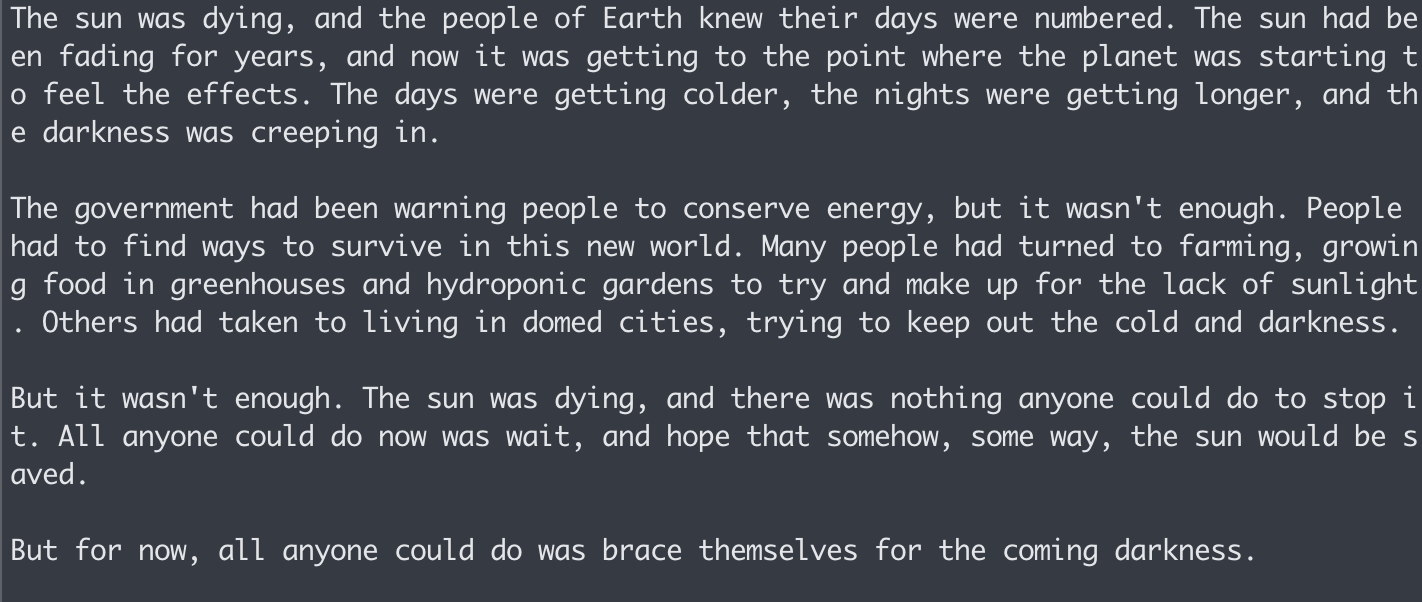 The sun was dying, and the people of Earth knew their days were numbered. The sun had be
en fading for years, and now it was getting to the point where the planet was starting t
o feel the effects. The days were getting colder, the nights were getting longer, and th
e darkness was creeping in.
The government had been warning people to conserve energy, but it wasn't enough. People
had to find ways to survive in this new world. Many people had turned to farming, growin
g food in greenhouses and hydroponic gardens to try and make up for the lack of sunlight
. Others had taken to living in domed cities, trying to keep out the cold and darkness.
But it wasn't enough. The sun was dying, and there was nothing anyone could do to stop i
t. All anyone could do now was wait, and hope that somehow, some way, the sun would be s
aved.
But for now, all anyone could do was brace themselves for the coming darkness.